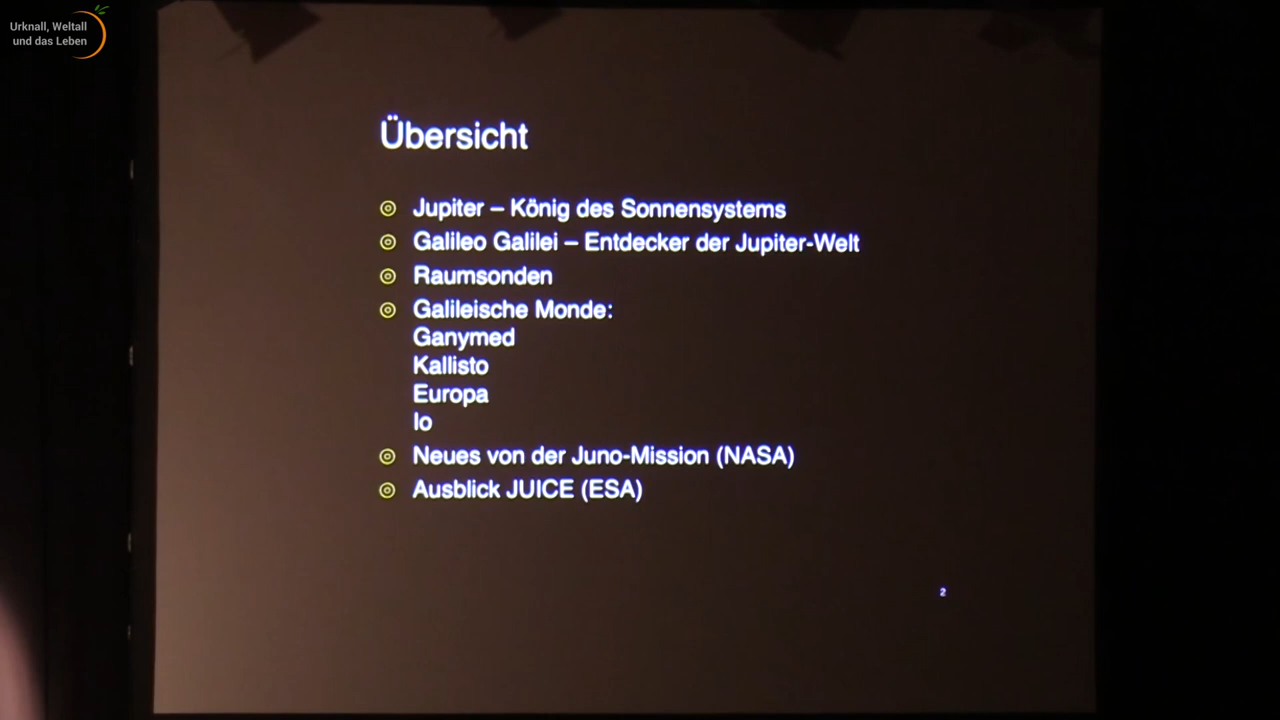 Urknall, Weltall
und das Leben
Übersicht
Jupiter – König des Sonnensystems
Galileo Galilei – Entdecker der Jupiter-Welt
Raumsonden
Galileische Monde:
Ganymed
Kallisto
Europa
Io
Neues von der Juno-Mission (NASA)
Ausblick JUICE (ESA)
2